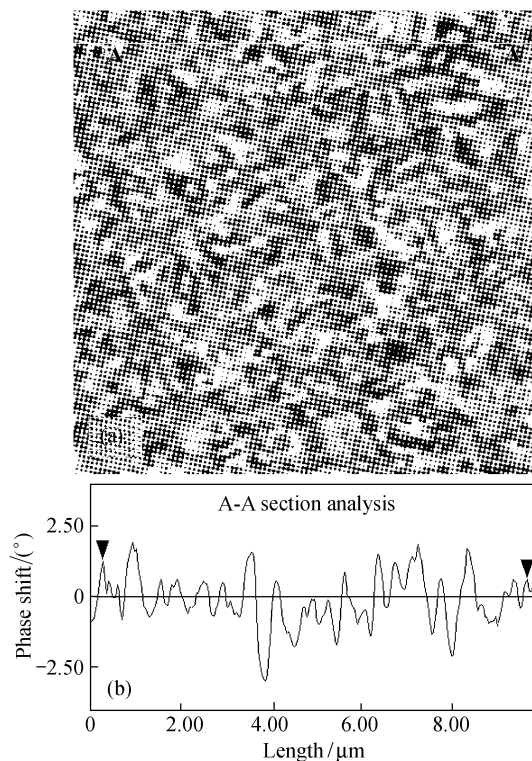 A A
(a)
A-A section analysis
2.50
0
−2.50
Phase shift/(°)
(b)
0 2.00 4.00 6.00 8.00
Length /μm